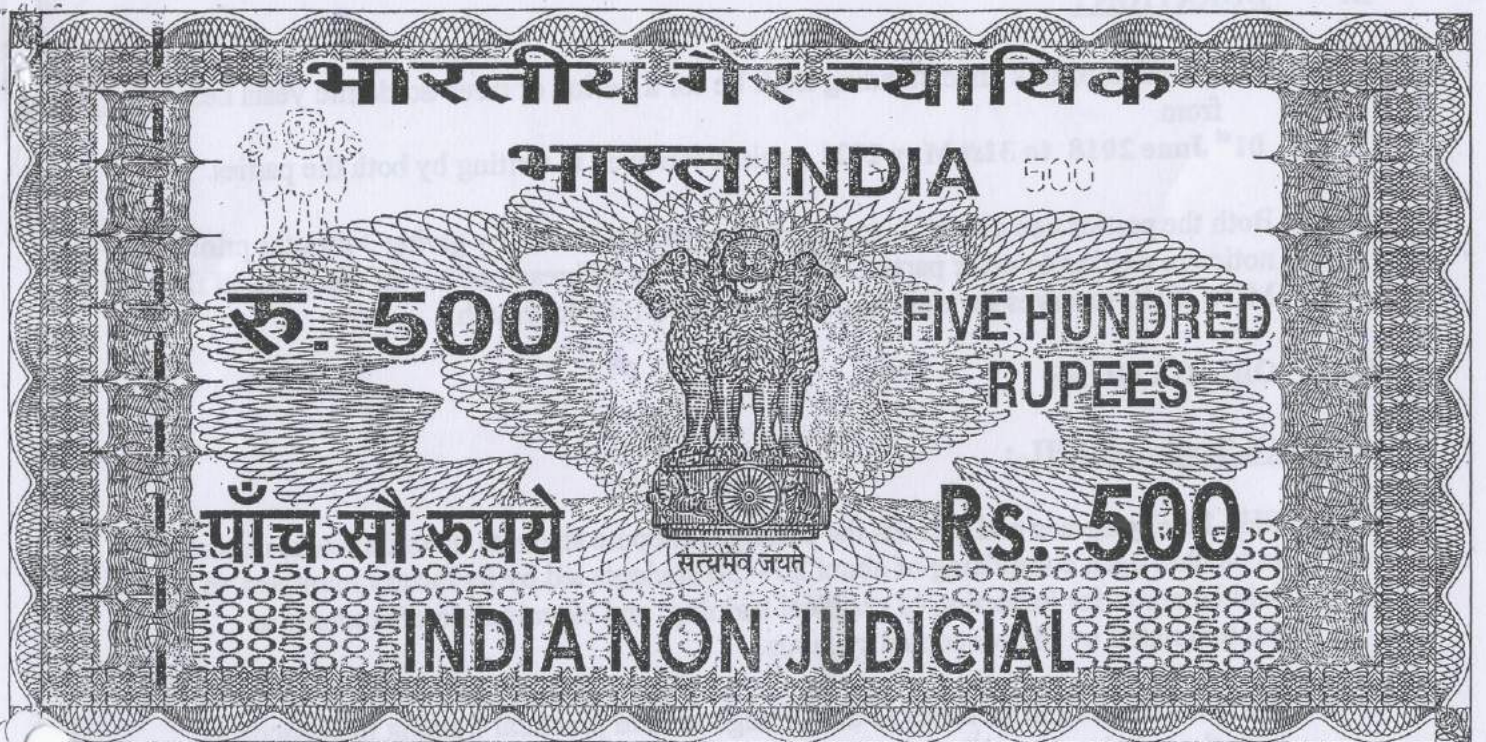 भारतीय गैर न्यायिक
भारत INDIA 500
रु. 500
FIVE HUNDRED
RUPEES
पाँच सौ रुपये
Rs. 500
सत्यमेव जयते
INDIA NON JUDICIAL